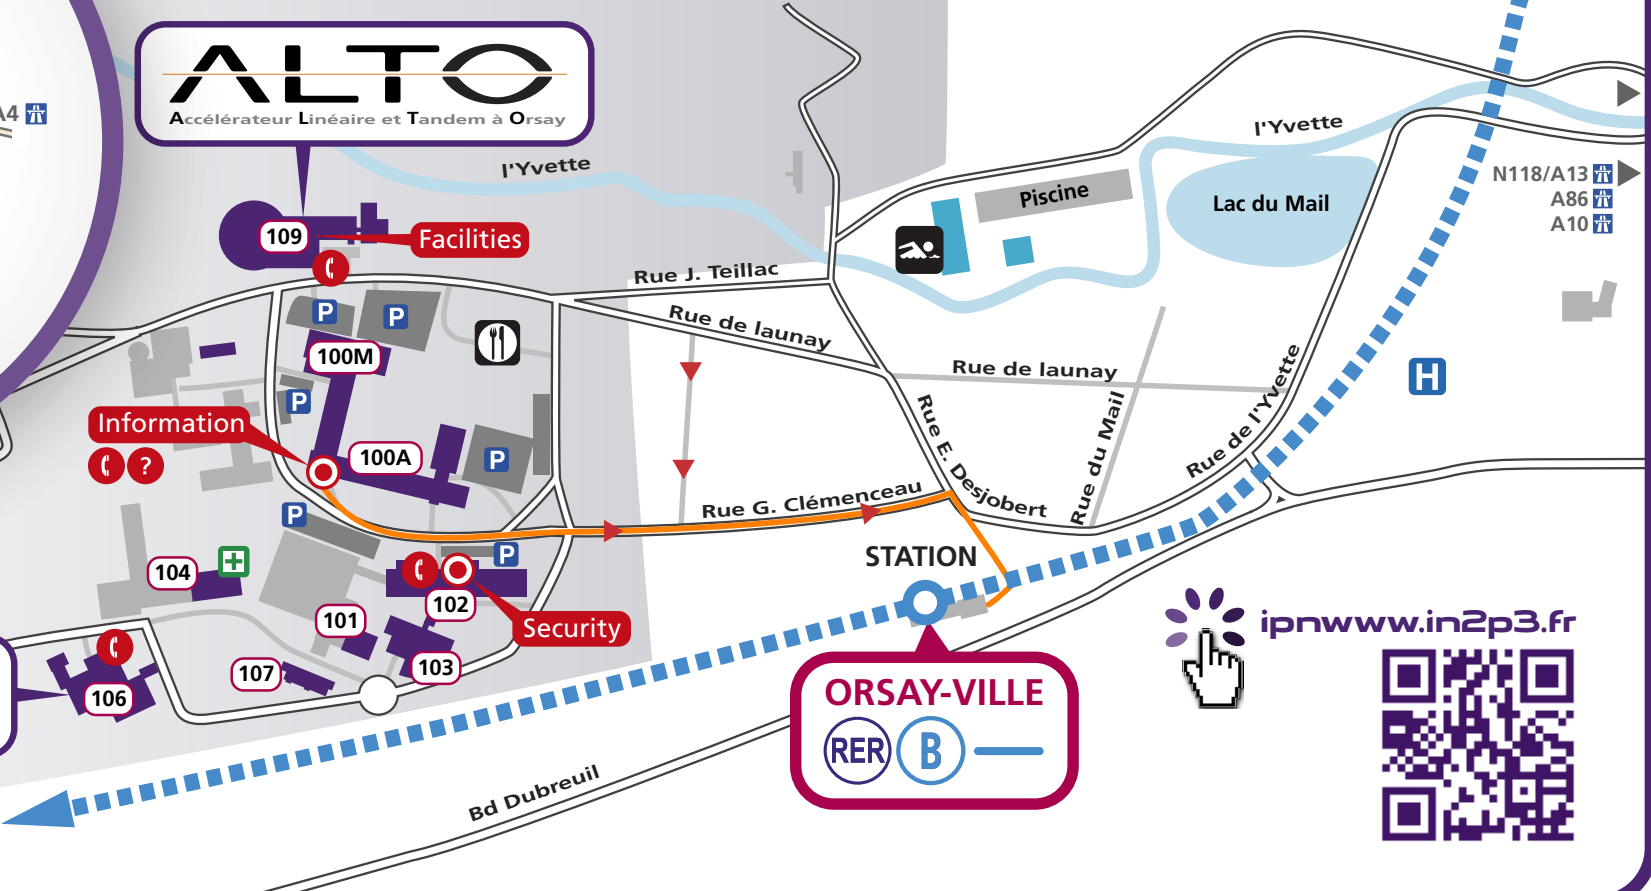 ALTO
Accélérateur Linéaire et Tandem à Orsay
A4
l'Yvette
l'Yvette
Piscine
Lac du Mail
N118/A13
A86
A10
109
Facilities
Rue J. Teillac
Rue de launay
Rue de launay
P
P
100M
P
H
Information
?
100A
P
Rue E. Desjobert
Rue du Mail
Rue de l'Yvette
Rue G. Clémenceau
P
P
STATION
104
102
101
Security
103
107
106
ipnwww.in2p3.fr
ORSAY-VILLE
RER B
Bd Dubreuil